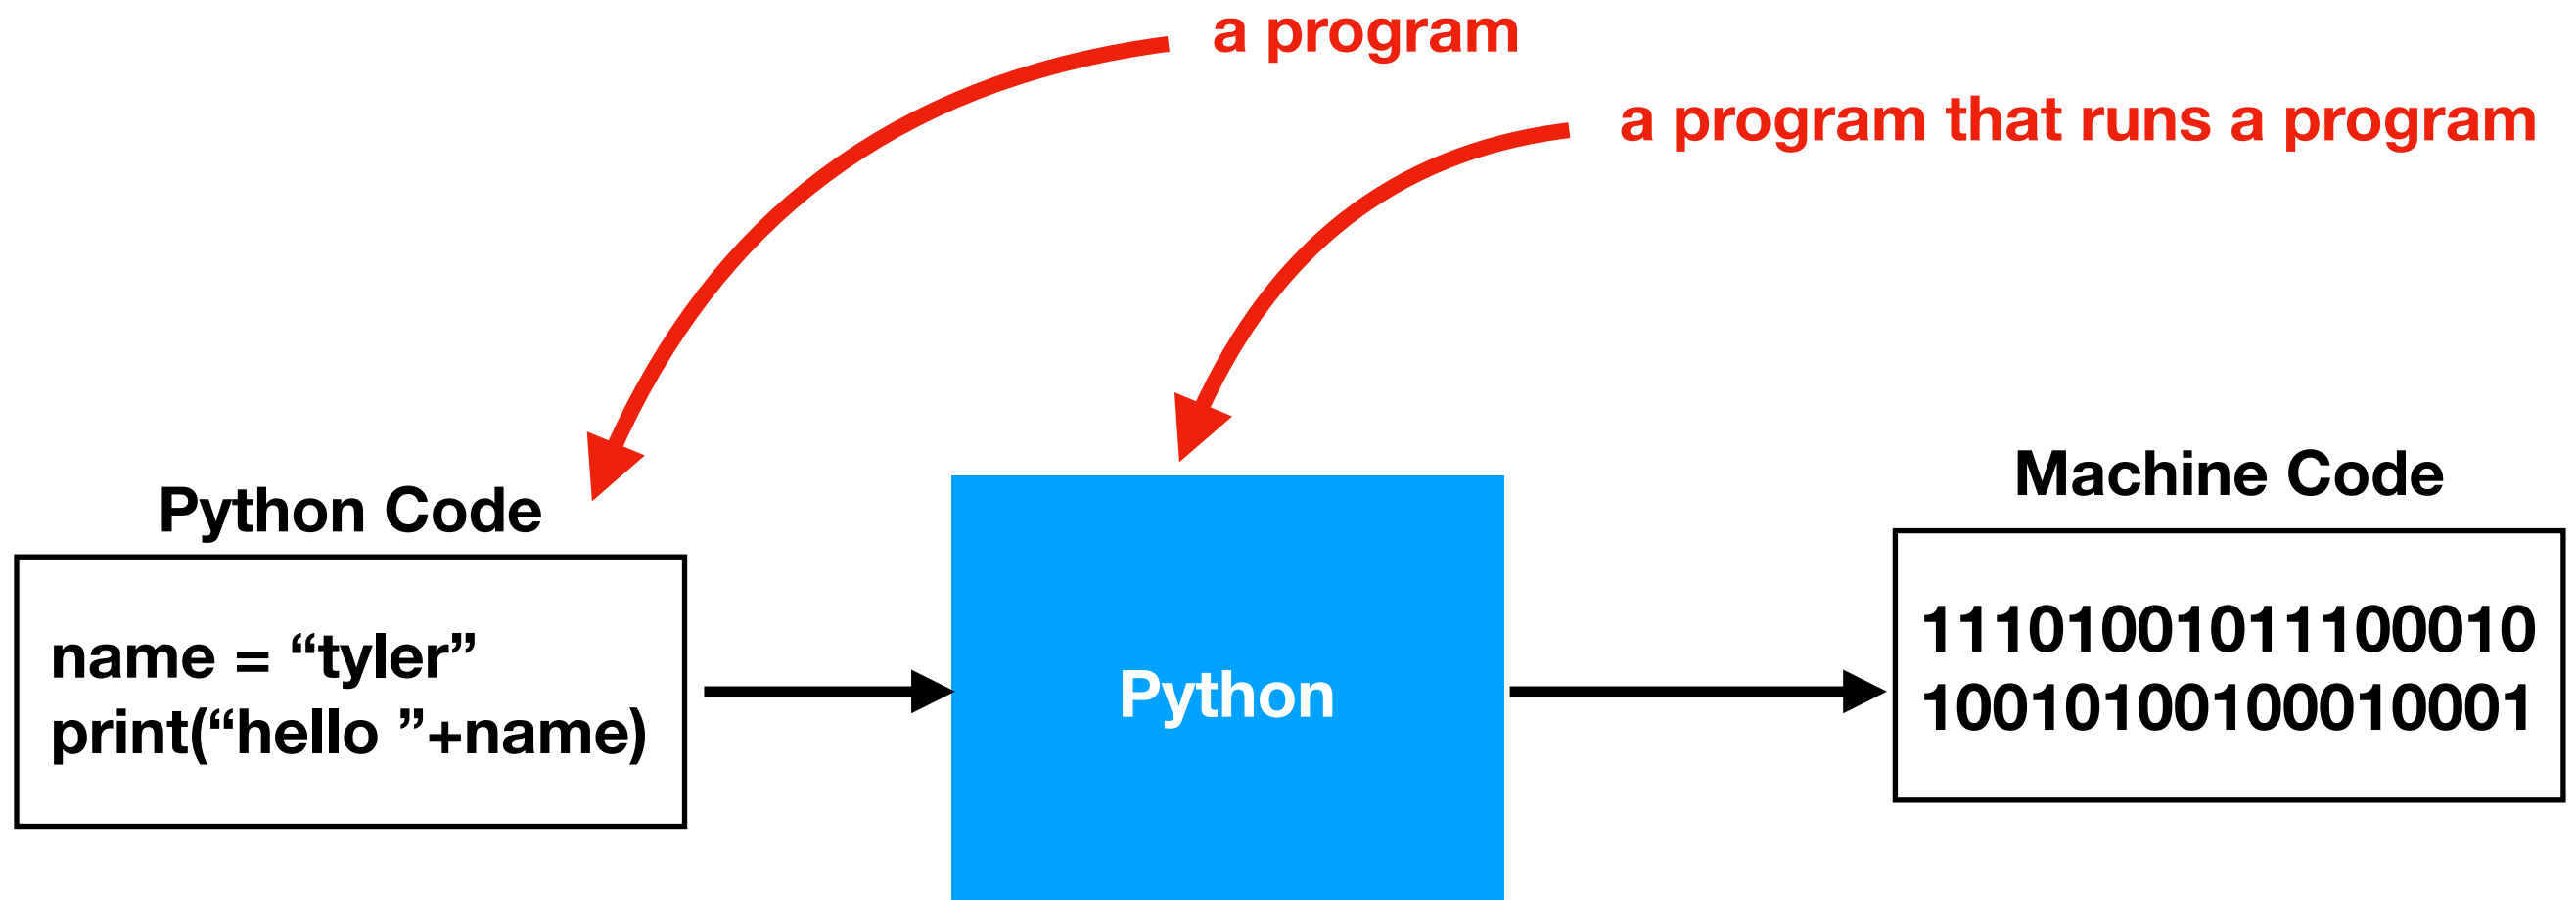 a program
a program that runs a program
Python Code
name = “tyler”
print(“hello ”+name)
Python
Machine Code
11101001011100010
10010100100010001